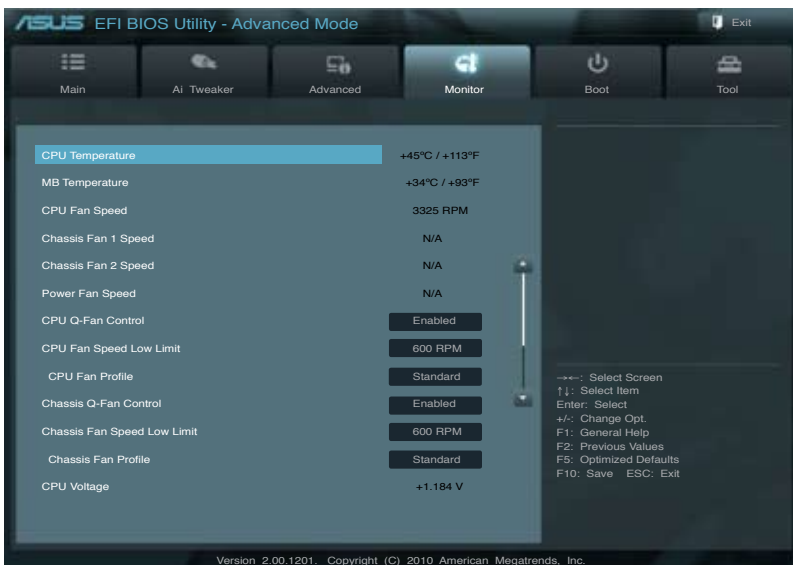 ASUS EFI BIOS Utility - Advanced Mode
Exit
Main
Ai Tweaker
Advanced
Monitor
Boot
Tool
CPU Temperature +45ºC / +113ºF
MB Temperature +34ºC / +93ºF
CPU Fan Speed 3325 RPM
Chassis Fan 1 Speed N/A
Chassis Fan 2 Speed N/A
Power Fan Speed N/A
CPU Q-Fan Control Enabled
CPU Fan Speed Low Limit 600 RPM
CPU Fan Profile Standard
Chassis Q-Fan Control Enabled
Chassis Fan Speed Low Limit 600 RPM
Chassis Fan Profile Standard
CPU Voltage +1.184 V
→←: Select Screen
↑↓: Select Item
Enter: Select
+/-: Change Opt.
F1: General Help
F2: Previous Values
F5: Optimized Defaults
F10: Save ESC: Exit
Version 2.00.1201. Copyright (C) 2010 American Megatrends, Inc.